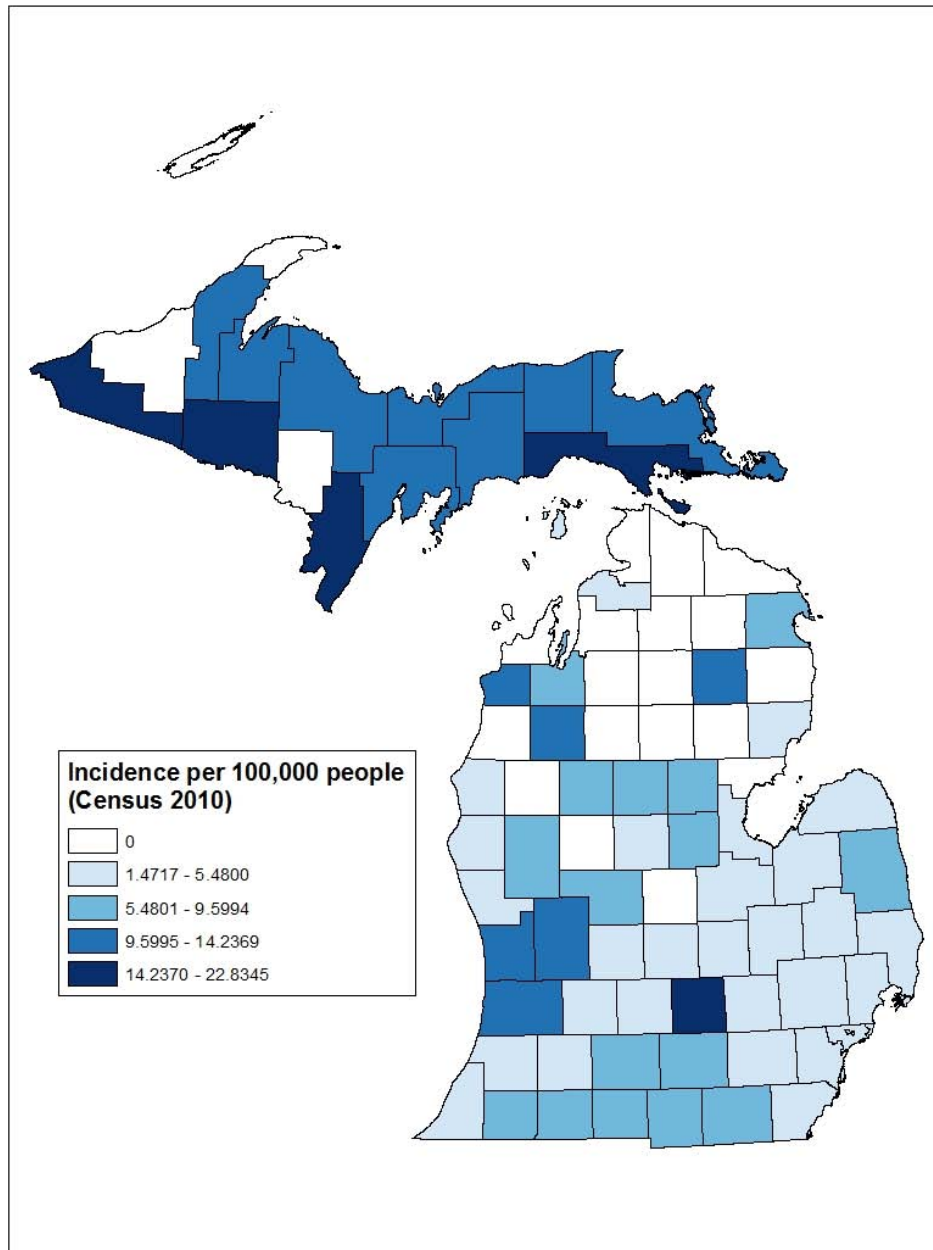 Incidence per 100,000 people
(Census 2010)
0
1.4717 - 5.4800
5.4801 - 9.5994
9.5995 - 14.2369
14.2370 - 22.8345